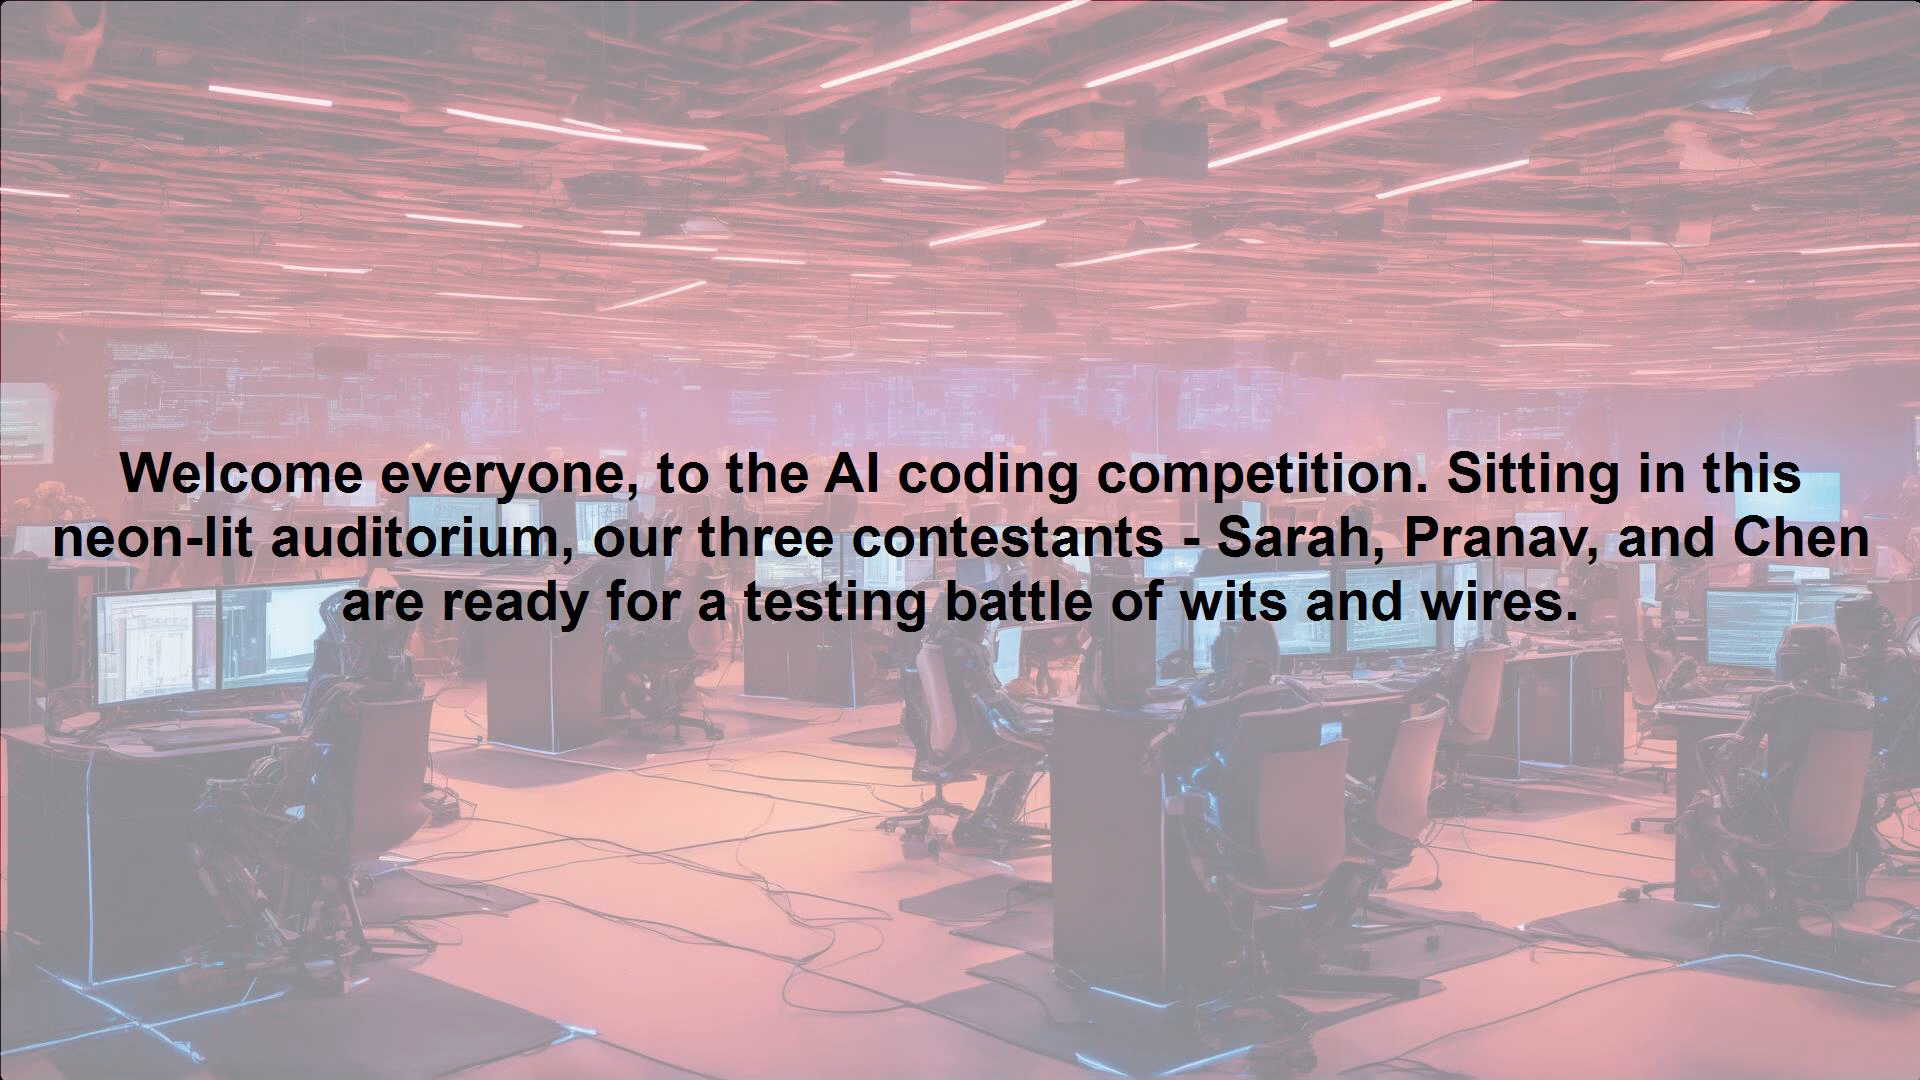 Welcome everyone, to the AI coding competition. Sitting in this
neon-lit auditorium, our three contestants - Sarah, Pranav, and Chen
are ready for a testing battle of wits and wires.